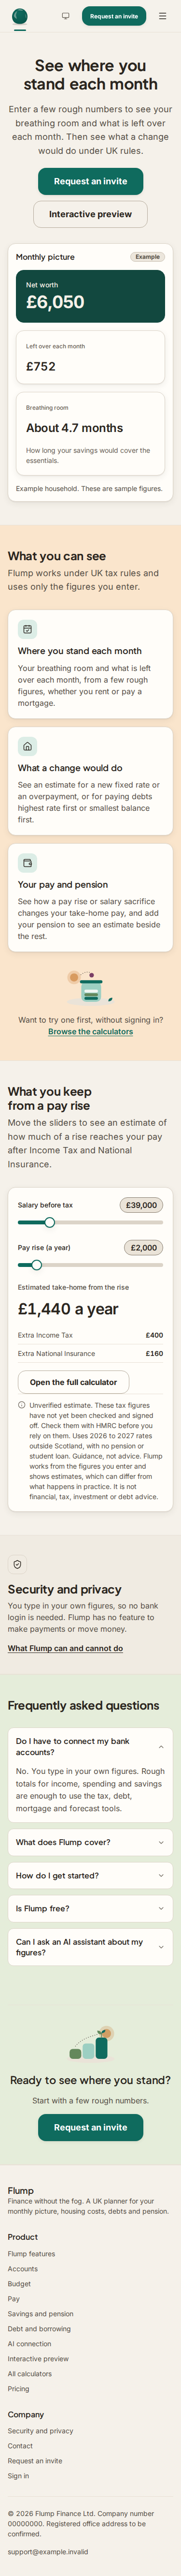 Request an invite
See where you
stand each month
Enter a few rough numbers to see your
breathing room and what is left over
each month. Then see what a change
would do under UK rules.
Request an invite
Interactive preview
Monthly picture
Example
Net worth
£6,050
Left over each month
£752
Breathing room
About 4.7 months
How long your savings would cover the
essentials.
Example household. These are sample figures.
What you can see
Flump works under UK tax rules and
uses only the figures you enter.
Where you stand each month
Your breathing room and what is left
over each month, from a few rough
figures, whether you rent or pay a
mortgage.
What a change would do
See an estimate for a new fixed rate or
an overpayment, or for paying debts
highest rate first or smallest balance
first.
Your pay and pension
See how a pay rise or salary sacrifice
changes your take-home pay, and add
your pension to see an estimate beside
the rest.
Want to try one first, without signing in?
Browse the calculators
What you keep
from a pay rise
Move the sliders to see an estimate of
how much of a rise reaches your pay
after Income Tax and National
Insurance.
Salary before tax
£39,000
Pay rise (a year)
£2,000
Estimated take-home from the rise
£1,440 a year
Extra Income Tax
£400
Extra National Insurance
£160
Open the full calculator
Unverified estimate. These tax figures
have not yet been checked and signed
off. Check them with HMRC before you
rely on them. Uses 2026 to 2027 rates
outside Scotland, with no pension or
student loan. Guidance, not advice. Flump
works from the figures you enter and
shows estimates, which can differ from
what happens in practice. It is not
financial, tax, investment or debt advice.
Security and privacy
You type in your own figures, so no bank
login is needed. Flump has no feature to
make payments or move money.
What Flump can and cannot do
Frequently asked questions
Do I have to connect my bank
accounts?
No. You type in your own figures. Rough
totals for income, spending and savings
are enough to use the tax, debt,
mortgage and forecast tools.
What does Flump cover?
How do I get started?
Is Flump free?
Can I ask an AI assistant about my
figures?
Ready to see where you stand?
Start with a few rough numbers.
Request an invite
Flump
Finance without the fog. A UK planner for your
monthly picture, housing costs, debts and pension.
Product
Flump features
Accounts
Budget
Pay
Savings and pension
Debt and borrowing
AI connection
Interactive preview
All calculators
Pricing
Company
Security and privacy
Contact
Request an invite
Sign in
© 2026 Flump Finance Ltd. Company number
00000000. Registered office address to be
confirmed.
support@example.invalid